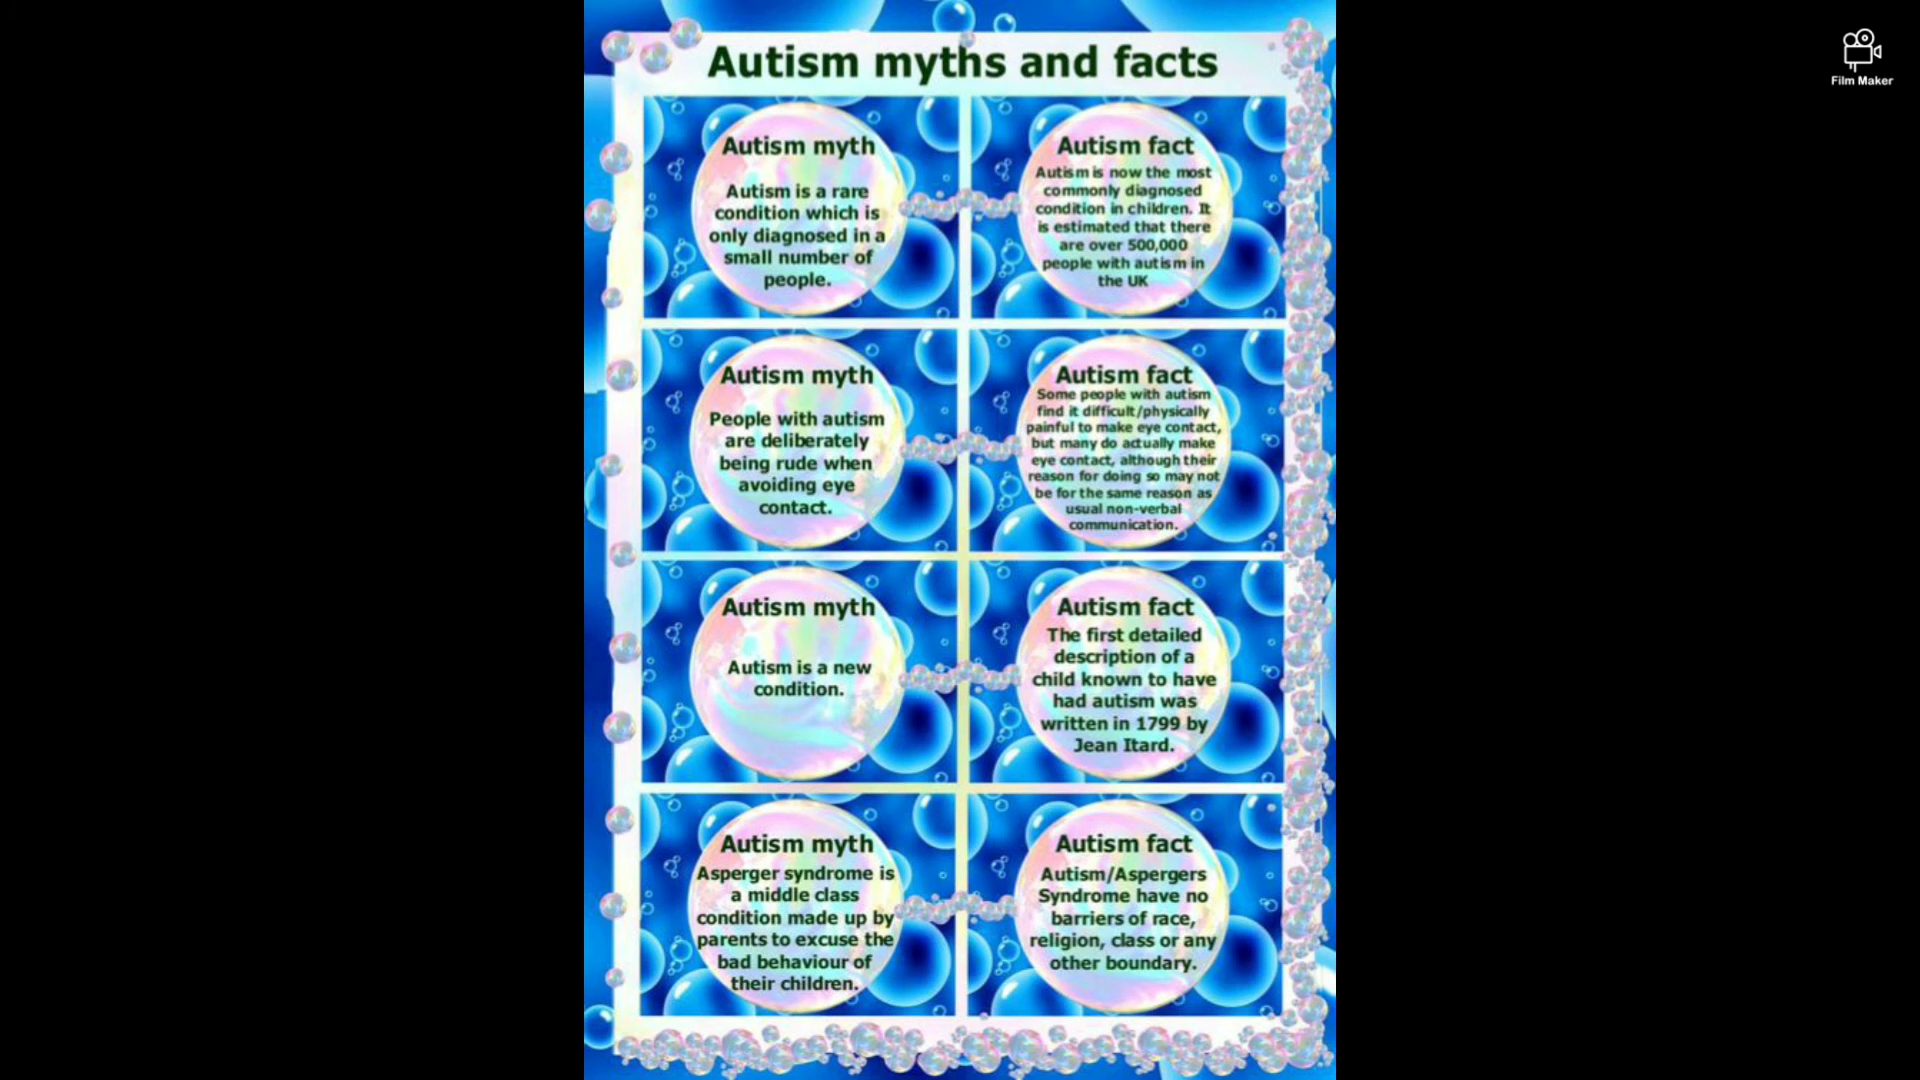 Autism myths and facts
Autism myth
Autism is a rare
condition which is
only diagnosed in a
small number of
people.
Autism fact
Autism is now the most
commonly diagnosed
condition in children. It
is estimated that there
are over 500,000
people with autism in
the UK
Autism myth
People with autism
are deliberately
being rude when
avoiding eye
contact.
Autism fact
Some people with autism
find it difficult/physically
painful to make eye contact,
but many do actually make
eye contact, although their
reason for doing so may not
be for the same reason as
usual non-verbal
communication.
Autism myth
Autism is a new
condition.
Autism fact
The first detailed
description of a
child known to have
had autism was
written in 1799 by
Jean Itard.
Autism myth
Asperger syndrome is
a middle class
condition made up by
parents to excuse the
bad behaviour of
their children.
Autism fact
Autism/Aspergers
Syndrome have no
barriers of race,
religion, class or any
other boundary.
Film Maker